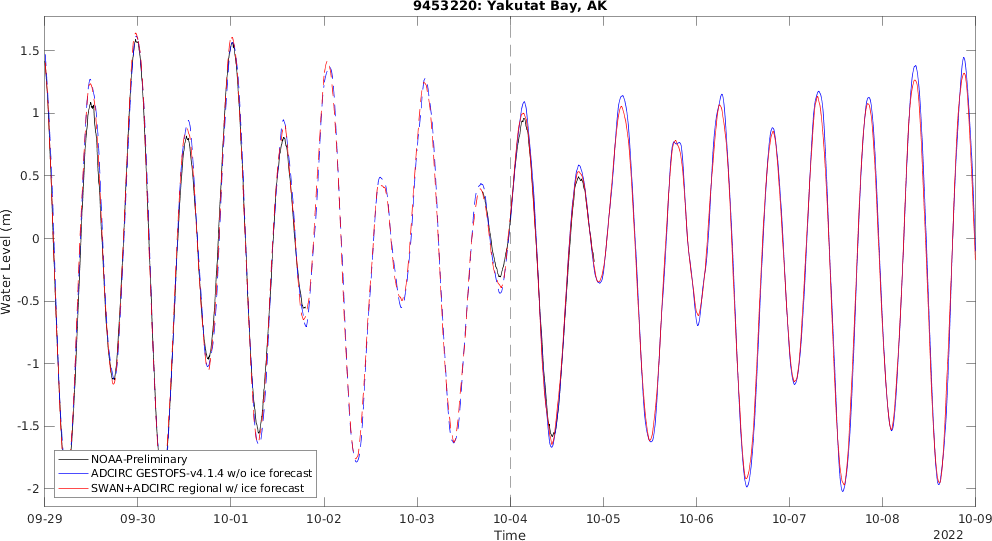 9453220: Yakutat Bay, AK
Water Level (m)
1.5
1
0.5
0
-0.5
-1
-1.5
-2
NOAA-Preliminary
ADCIRC GESTOFS-v4.1.4 w/o ice forecast
SWAN+ADCIRC regional w/ ice forecast
09-29 09-30 10-01 10-02 10-03 10-04 10-05 10-06 10-07 10-08 10-09
Time
2022